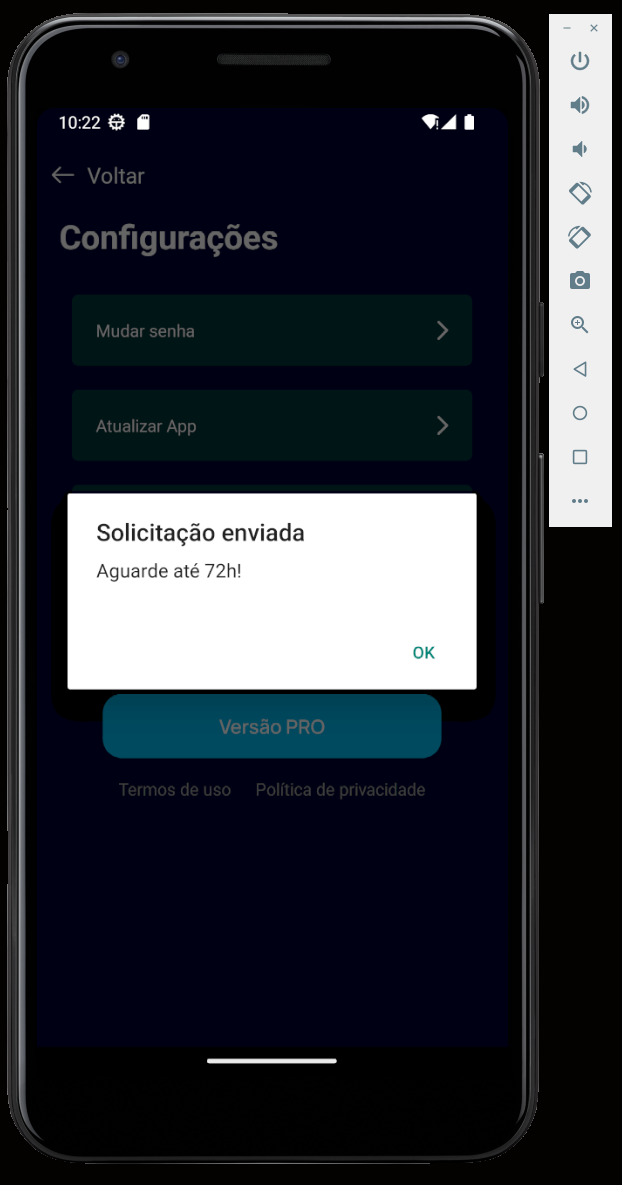 10:22
Voltar
Configurações
Mudar senha
Atualizar App
Solicitação enviada
Aguarde até 72h!
OK
Versão PRO
Termos de uso Política de privacidade